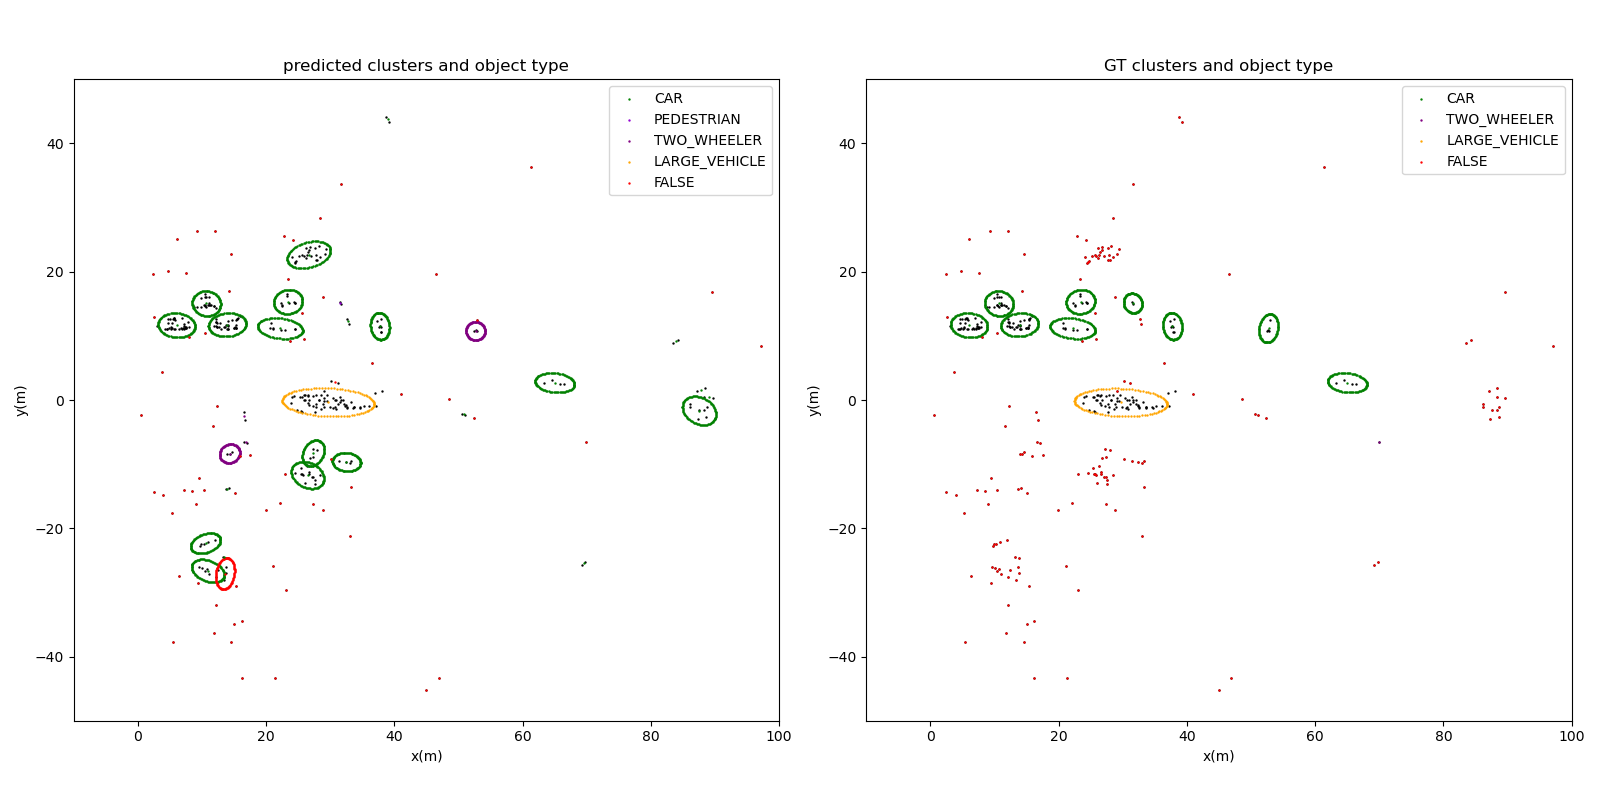 predicted clusters and object type
CAR
PEDESTRIAN
TWO_WHEELER
LARGE_VEHICLE
FALSE
40
20
0
−20
−40
y(m)
0
20
40
60
80
100
x(m)
GT clusters and object type
CAR
TWO_WHEELER
LARGE_VEHICLE
FALSE
40
20
0
−20
−40
y(m)
0
20
40
60
80
100
x(m)